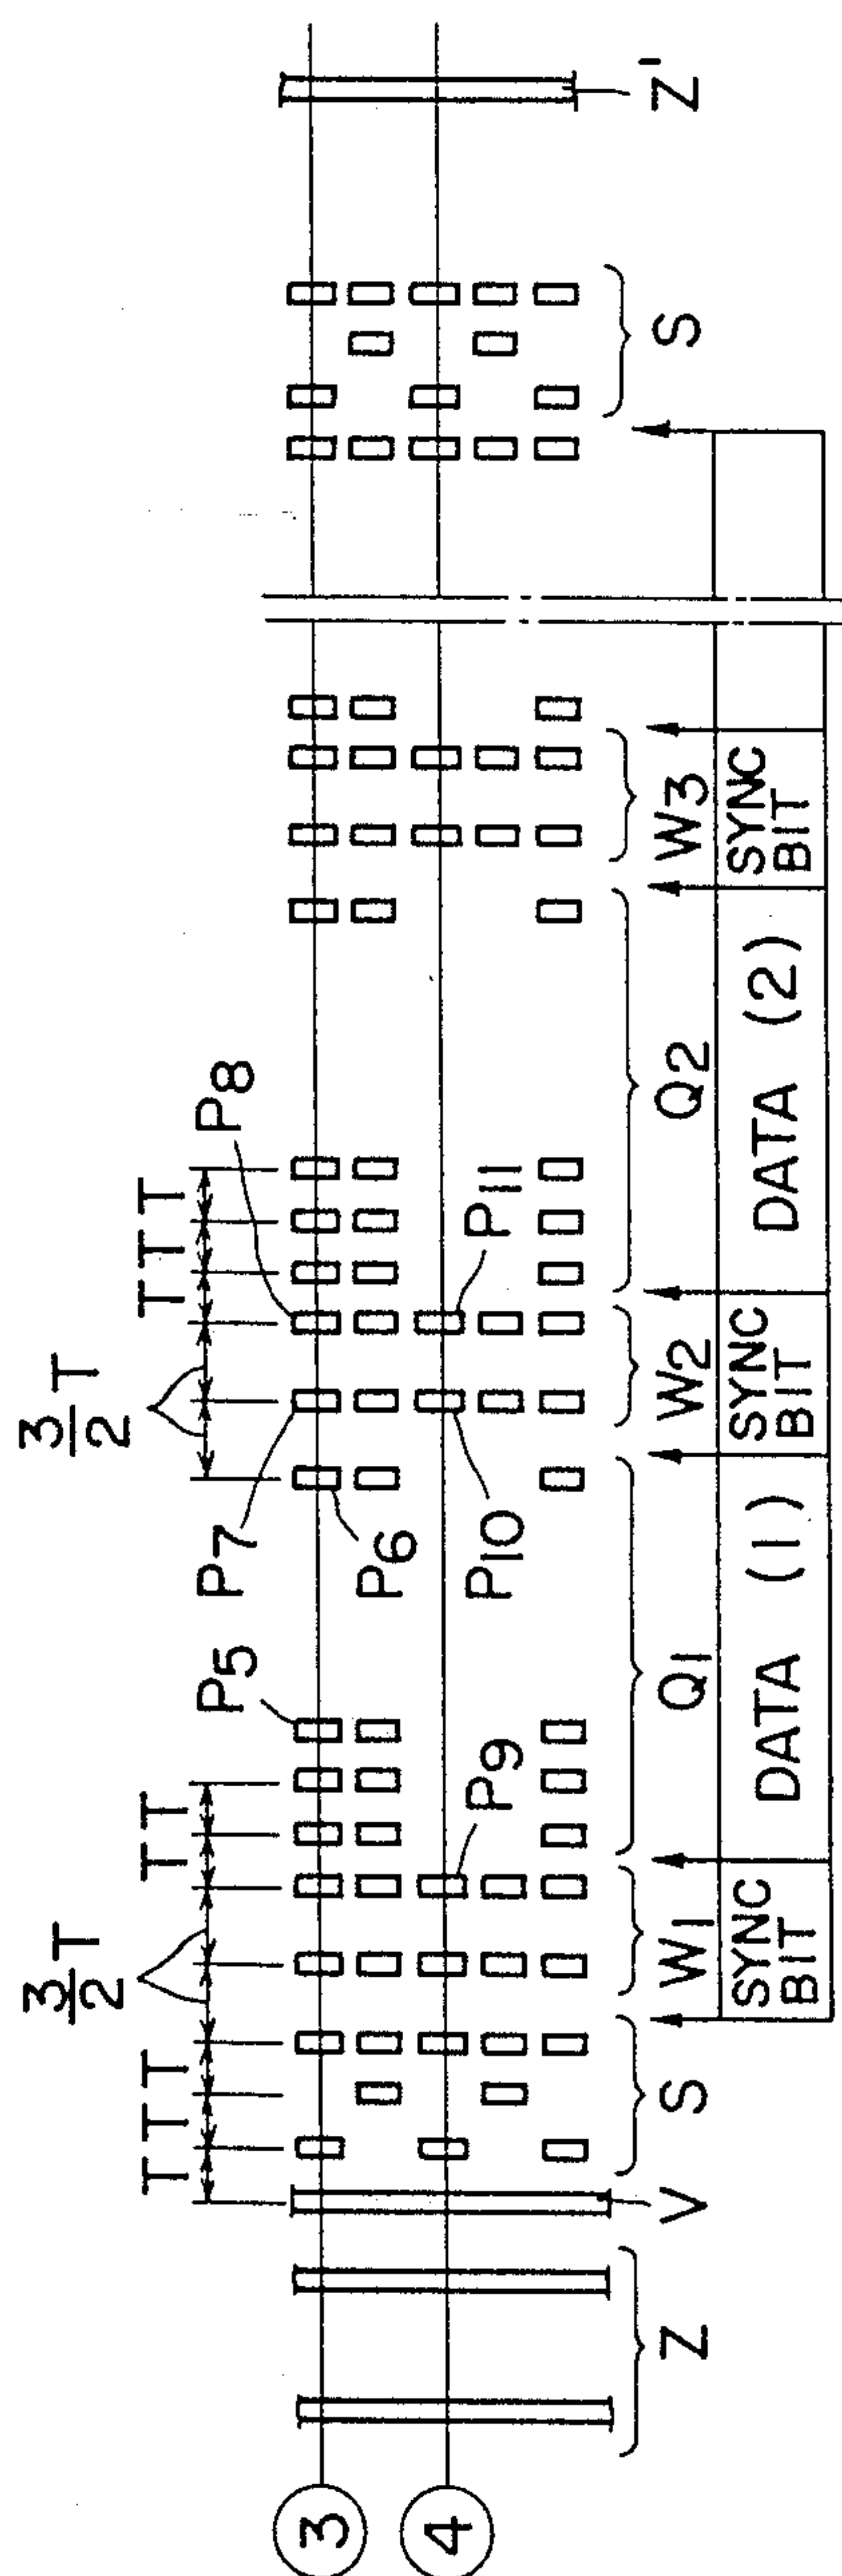 3/2 T
3/2 T
T T T
T T
T T T
P5
P7
P8
P6
P9
P10
P11
3
4
Z
V
S
W1
Q1
W2
Q2
W3
S
Z'
SYNC
BIT
DATA (1)
SYNC
BIT
DATA (2)
SYNC
BIT